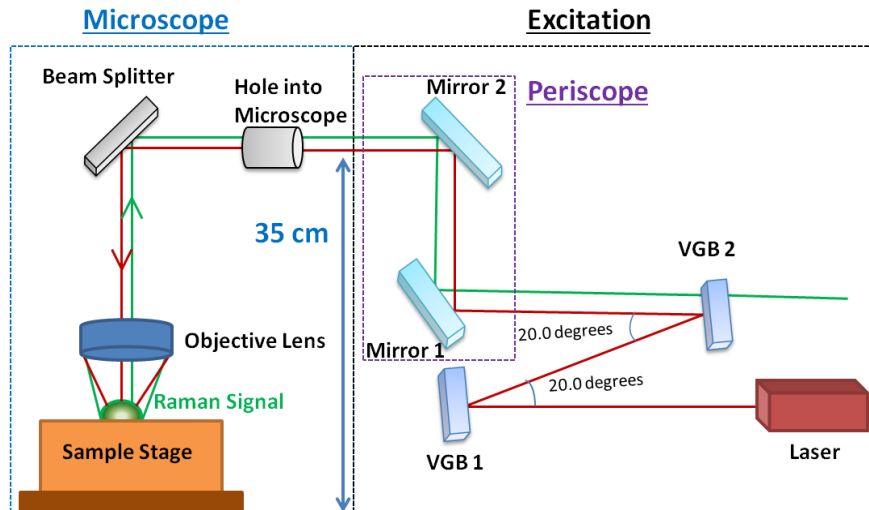 Microscope
Excitation
Beam Splitter
Hole into
Microscope
Mirror 2
Periscope
35 cm
VGB 2
Objective Lens
Mirror 1
20.0 degrees
20.0 degrees
Raman Signal
Sample Stage
VGB 1
Laser